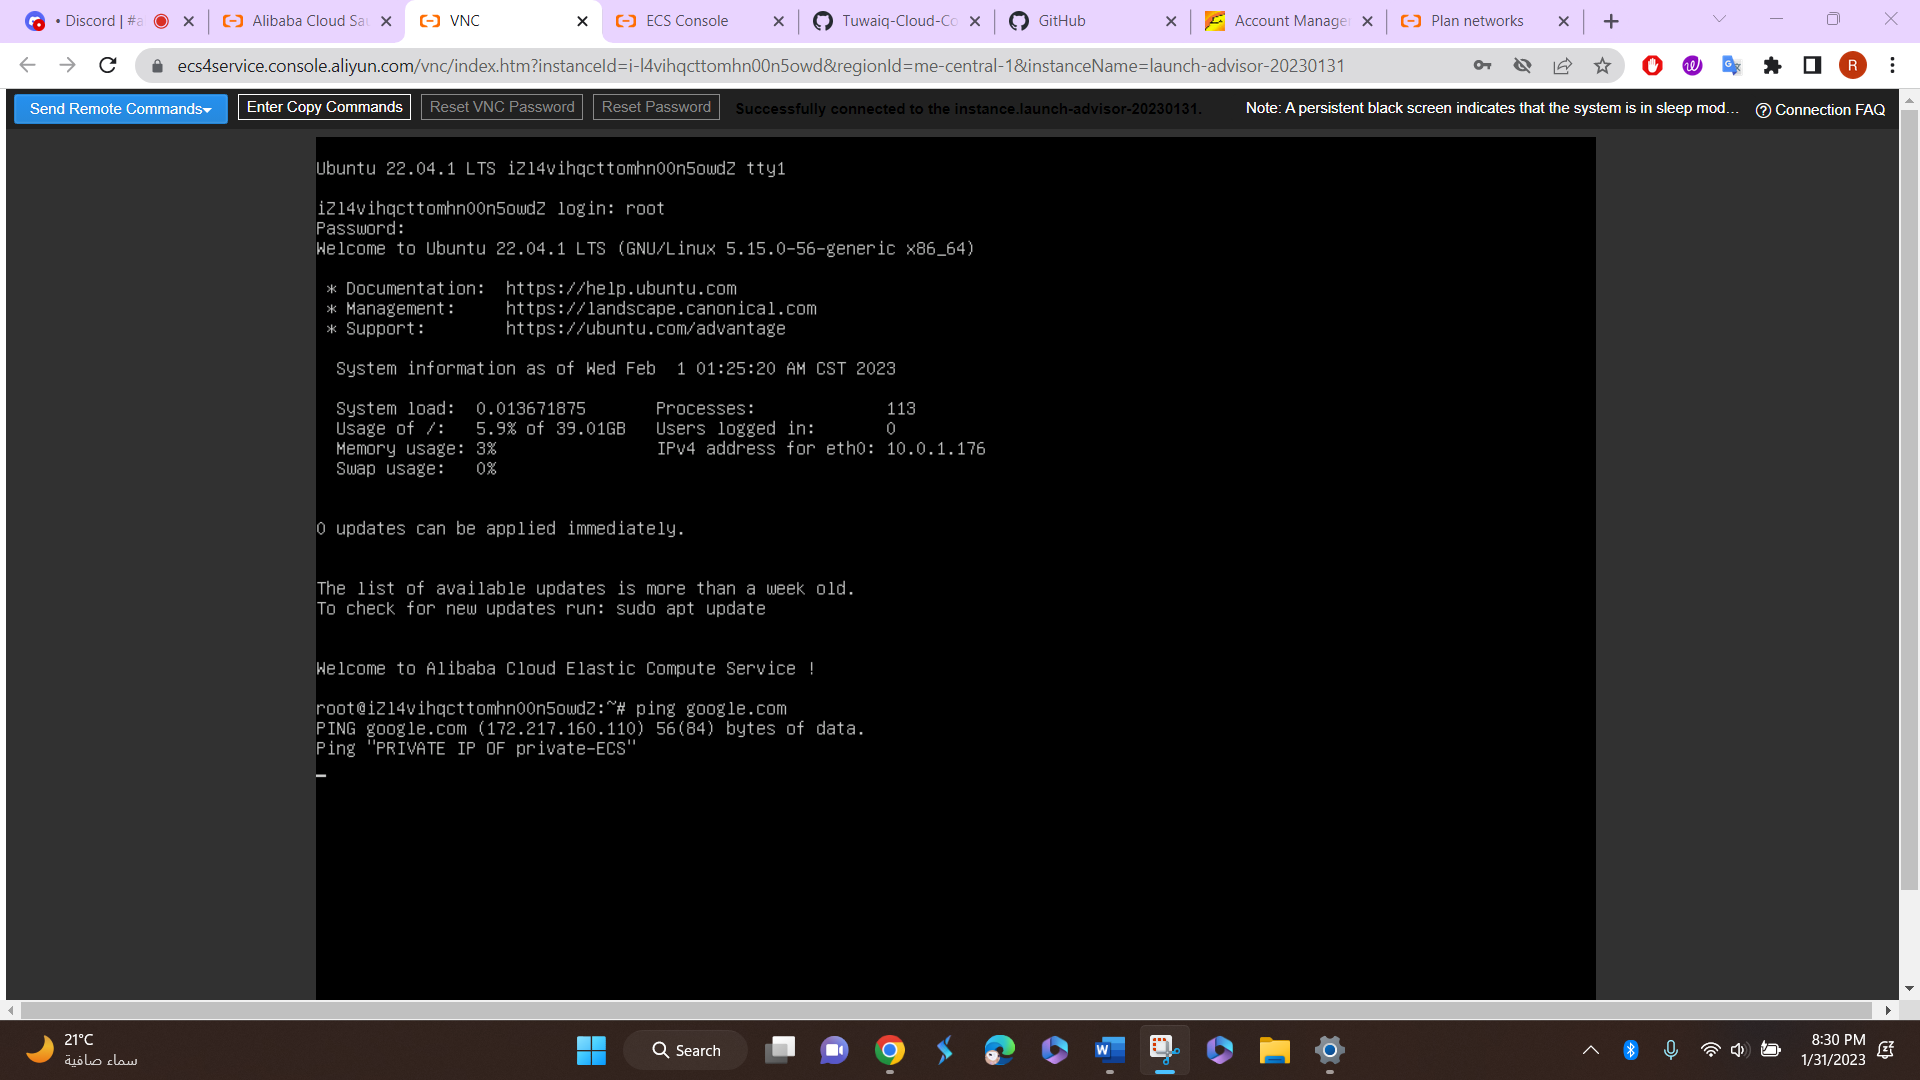 • Discord | #a
Alibaba Cloud Sau
VNC
ECS Console
Tuwaiq-Cloud-Co
GitHub
Account Manage
Plan networks
ecs4service.console.aliyun.com/vnc/index.htm?instanceId=i-l4vihqcttomhn00n5owd&regionId=me-central-1&instanceName=launch-advisor-20230131
R
Send Remote Commands
Enter Copy Commands
Reset VNC Password
Reset Password
Successfully connected to the instance.launch-advisor-20230131.
Note: A persistent black screen indicates that the system is in sleep mod...
Connection FAQ
Ubuntu 22.04.1 LTS iZl4vihqcttomhn00n5owdZ tty1
iZl4vihqcttomhn00n5owdZ login: root
Password:
Welcome to Ubuntu 22.04.1 LTS (GNU/Linux 5.15.0-56-generic x86_64)
* Documentation:  https://help.ubuntu.com
* Management:     https://landscape.canonical.com
* Support:        https://ubuntu.com/advantage
System information as of Wed Feb  1 01:25:20 AM CST 2023
System load:  0.013671875       Processes:             113
Usage of /:   5.9% of 39.01GB   Users logged in:       0
Memory usage: 3%                IPv4 address for eth0: 10.0.1.176
Swap usage:   0%
0 updates can be applied immediately.
The list of available updates is more than a week old.
To check for new updates run: sudo apt update
Welcome to Alibaba Cloud Elastic Compute Service !
root@iZl4vihqcttomhn00n5owdZ:~# ping google.com
PING google.com (172.217.160.110) 56(84) bytes of data.
Ping "PRIVATE IP OF private-ECS"
21°C
سماء صافية
Search
8:30 PM
1/31/2023